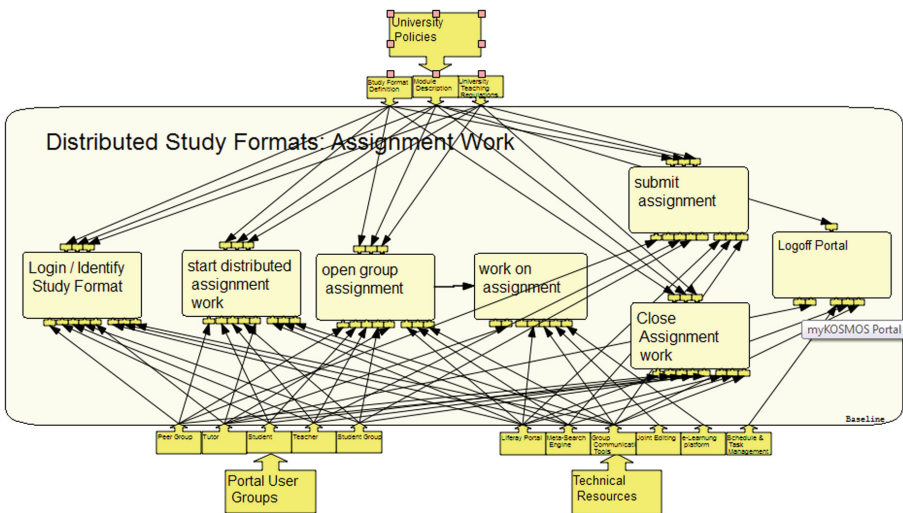 University
Policies
Study Format
Definition
Module
Description
University
Teaching
Regulations
Distributed Study Formats: Assignment Work
submit
assignment
Logoff Portal
Login / Identify
Study Format
start distributed
assignment
work
open group
assignment
work on
assignment
Close
Assignment
work
myKOSMOS Portal
Baseline
Peer Group
Tutor
Student
Teacher
Student Group
Liferay Portal
Meta-Search
Engine
Group
Communicati
Tools
Joint Editing
e-Learnung
platform
Schedule &
Task
Management
Portal User
Groups
Technical
Resources